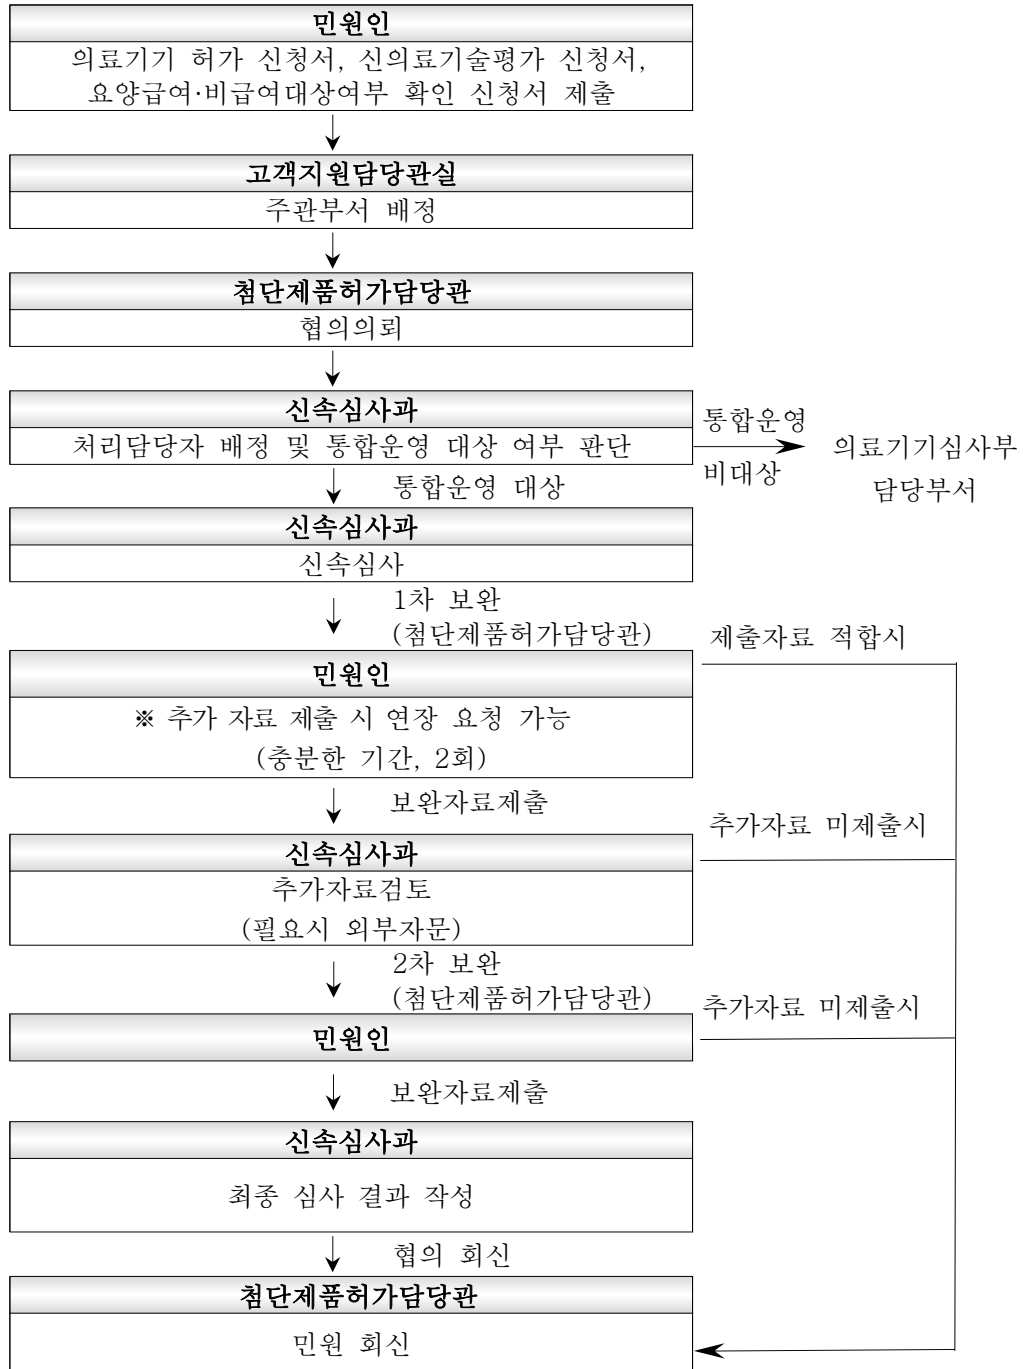 민원인
의료기기 허가 신청서, 신의료기술평가 신청서,
요양급여·비급여대상여부 확인 신청서 제출
고객지원담당관실
주관부서 배정
첨단제품허가담당관
협의의뢰
신속심사과
처리담당자 배정 및 통합운영 대상 여부 판단
통합운영
비대상
의료기기심사부
담당부서
통합운영 대상
신속심사과
신속심사
1차 보완
(첨단제품허가담당관)
제출자료 적합시
민원인
※ 추가 자료 제출 시 연장 요청 가능
(충분한 기간, 2회)
보완자료제출
추가자료 미제출시
신속심사과
추가자료검토
(필요시 외부자문)
2차 보완
(첨단제품허가담당관)
추가자료 미제출시
민원인
보완자료제출
신속심사과
최종 심사 결과 작성
협의 회신
첨단제품허가담당관
민원 회신